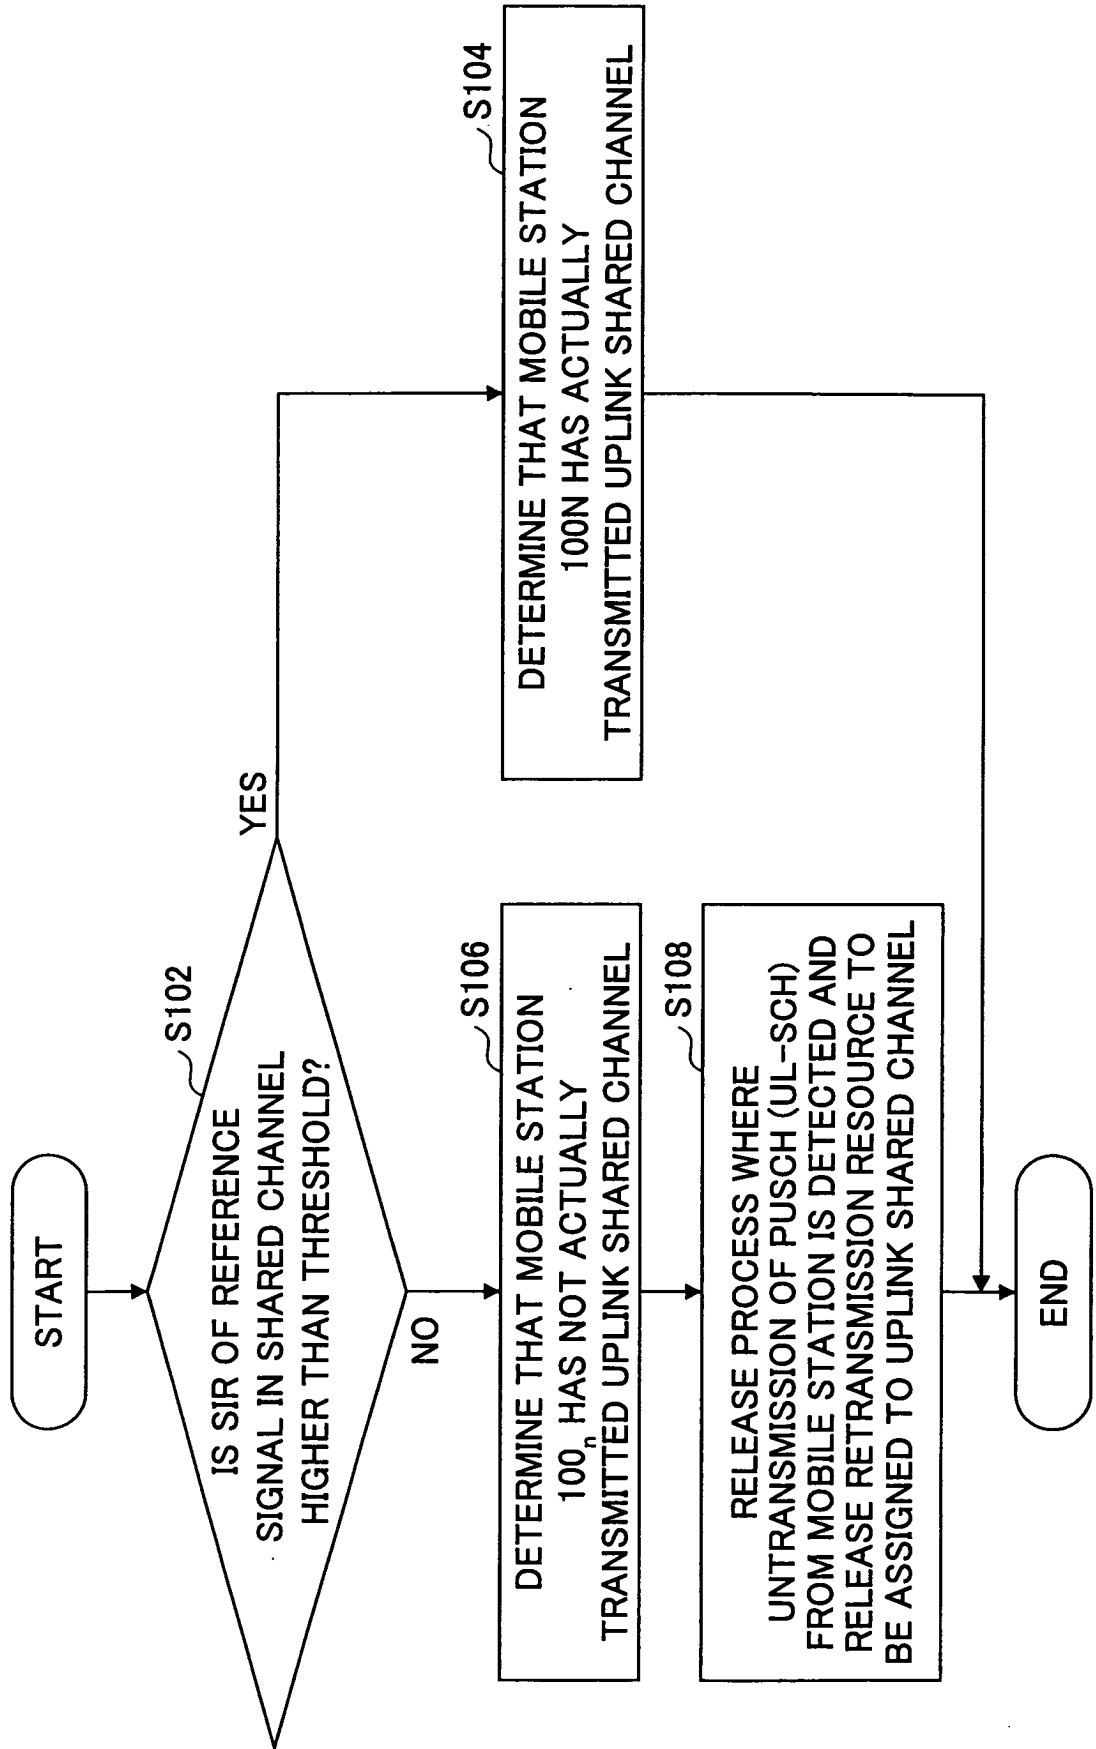 START
S102
IS SIR OF REFERENCE
SIGNAL IN SHARED CHANNEL
HIGHER THAN THRESHOLD?
YES
NO
S106
DETERMINE THAT MOBILE STATION
100n HAS NOT ACTUALLY
TRANSMITTED UPLINK SHARED CHANNEL
S104
DETERMINE THAT MOBILE STATION
100N HAS ACTUALLY
TRANSMITTED UPLINK SHARED CHANNEL
S108
RELEASE PROCESS WHERE
UNTRANSMISSION OF PUSCH (UL-SCH)
FROM MOBILE STATION IS DETECTED AND
RELEASE RETRANSMISSION RESOURCE TO
BE ASSIGNED TO UPLINK SHARED CHANNEL
END